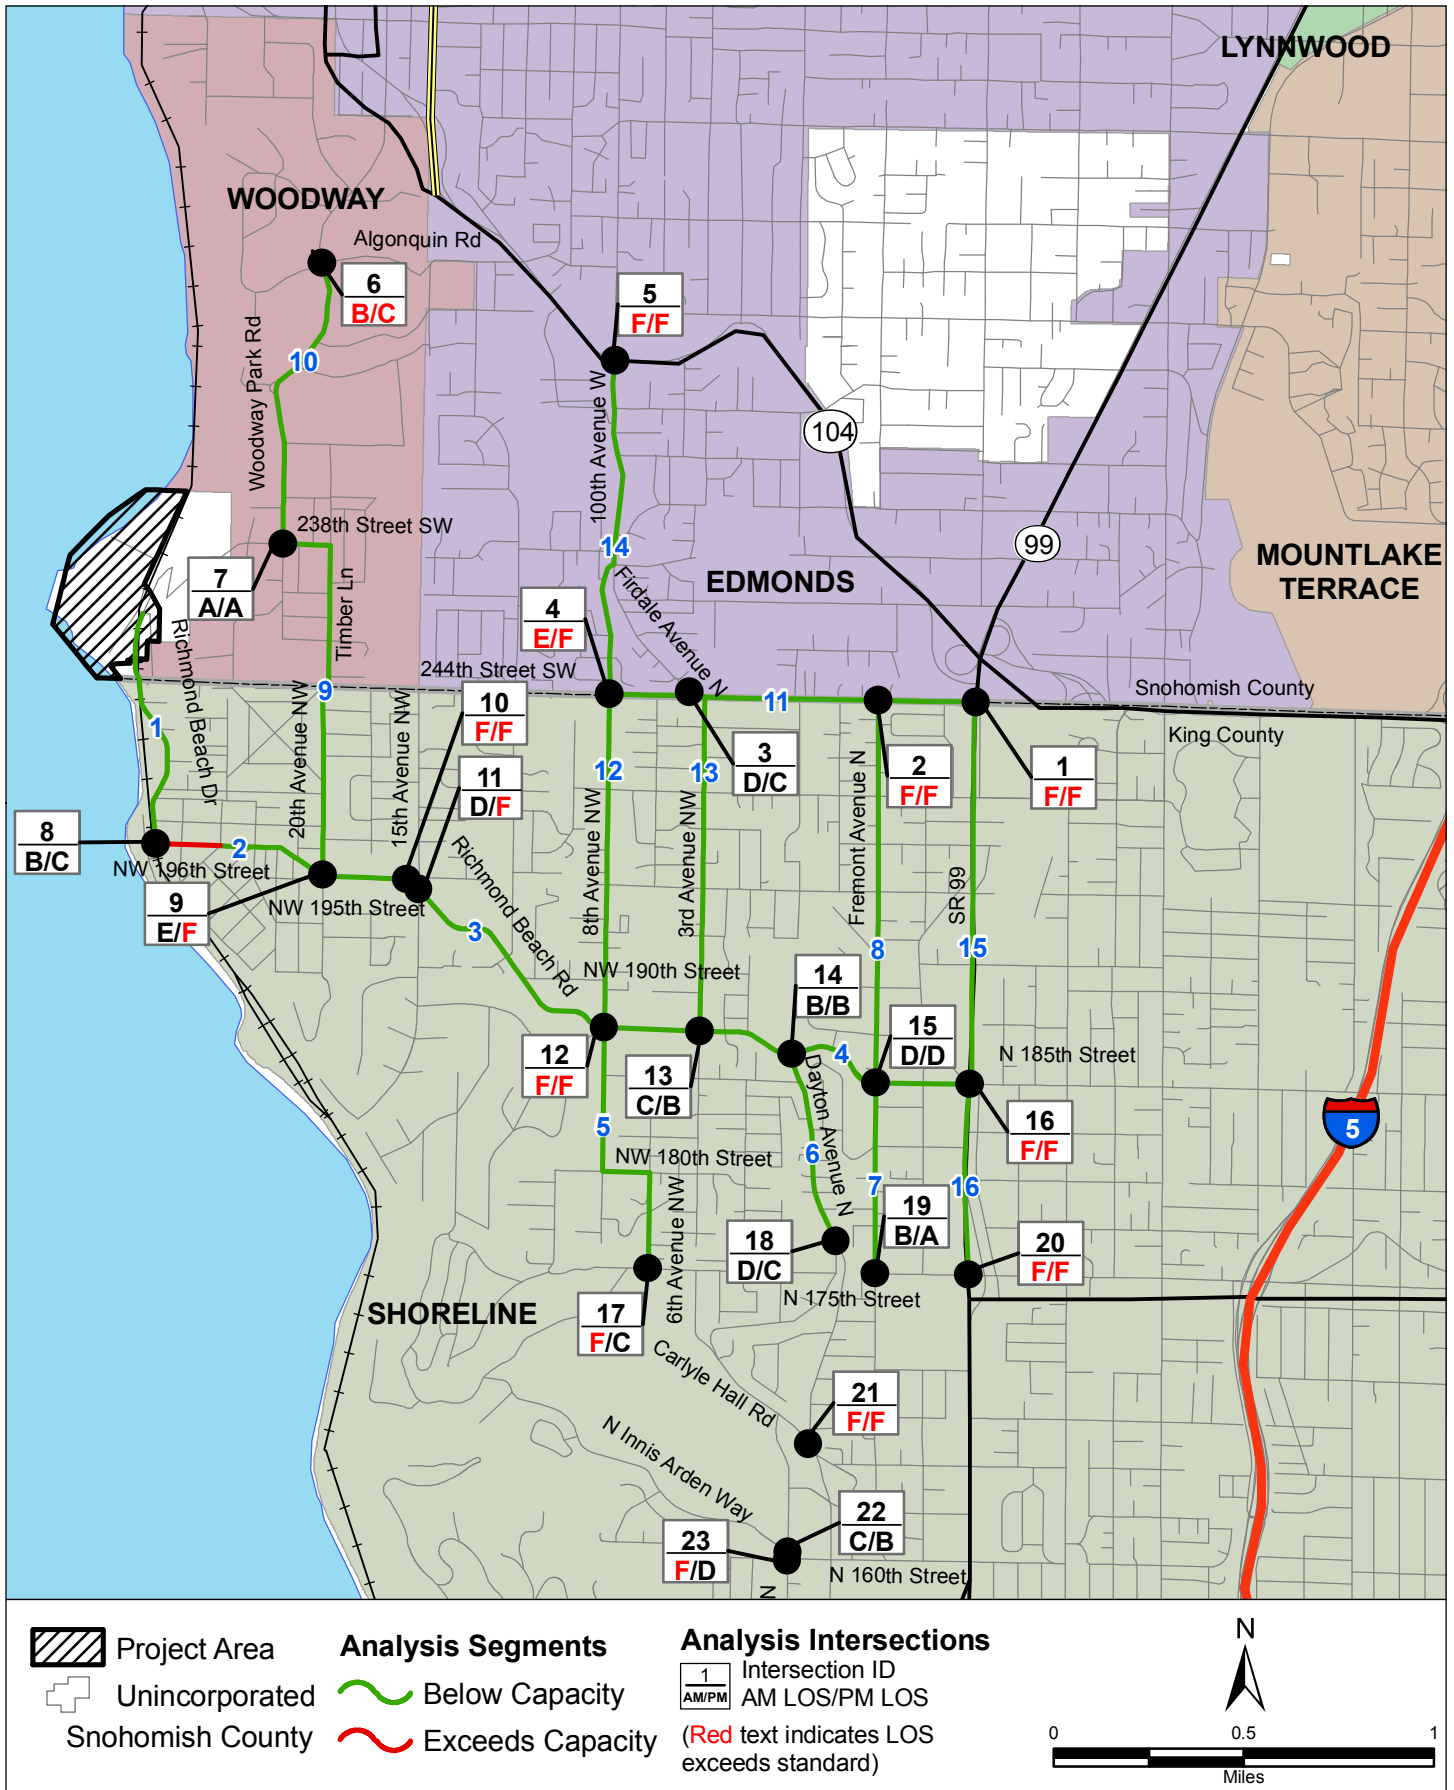 LYNNWOOD
WOODWAY
Algonquin Rd
6
B/C
5
F/F
10
Woodway Park Rd
100th Avenue W
104
99
238th Street SW
14
MOUNTLAKE
TERRACE
EDMONDS
7
A/A
4
E/F
Firdale Avenue N
Timber Ln
Richmond Beach Dr
244th Street SW
9
11
Snohomish County
King County
10
F/F
1
20th Avenue NW
15th Avenue NW
11
D/F
12
13
3
D/C
2
F/F
1
F/F
8
B/C
2
NW 196th Street
9
E/F
NW 195th Street
3
Richmond Beach Rd
8th Avenue NW
3rd Avenue NW
Fremont Avenue N
SR 99
8
15
NW 190th Street
14
B/B
15
D/D
4
N 185th Street
12
F/F
13
C/B
Dayton Avenue N
16
F/F
5
NW 180th Street
6
7
16
6th Avenue NW
19
B/A
18
D/C
20
F/F
N 175th Street
SHORELINE
17
F/C
5
Carlyle Hall Rd
21
F/F
N Innis Arden Way
22
C/B
23
F/D
N 160th Street
N
Project Area
Unincorporated
Snohomish County
Analysis Segments
Below Capacity
Exceeds Capacity
Analysis Intersections
1
AM/PM
Intersection ID
AM LOS/PM LOS
(Red text indicates LOS
exceeds standard)
N
0 0.5 1
Miles